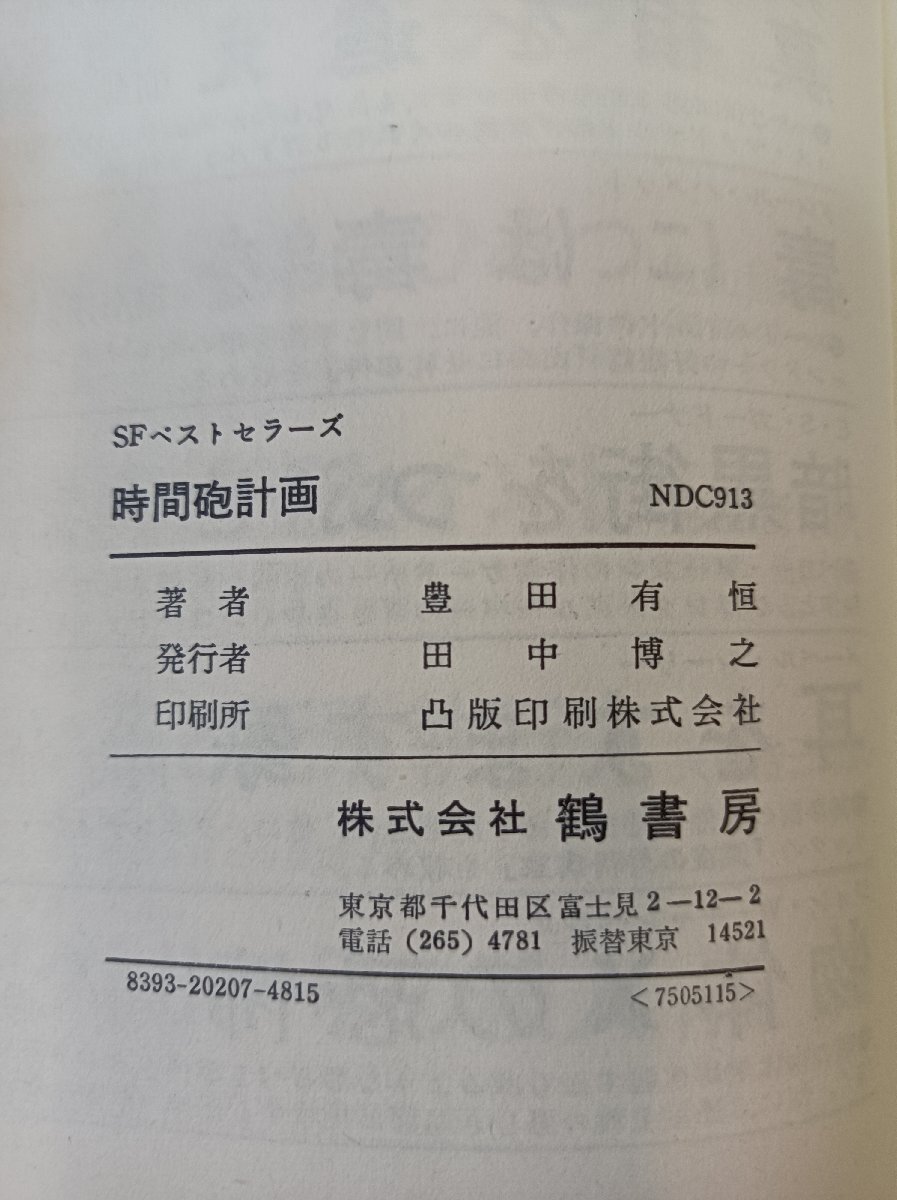 SFベストセラーズ
時間砲計画 NDC913
著者 豊田有恒
発行者 田中博之
印刷所 凸版印刷株式会社
株式会社 鶴書房
東京都千代田区富士見2―12―2
電話 (265) 4781 振替東京 14521
8393-20207-4815 <7505115>